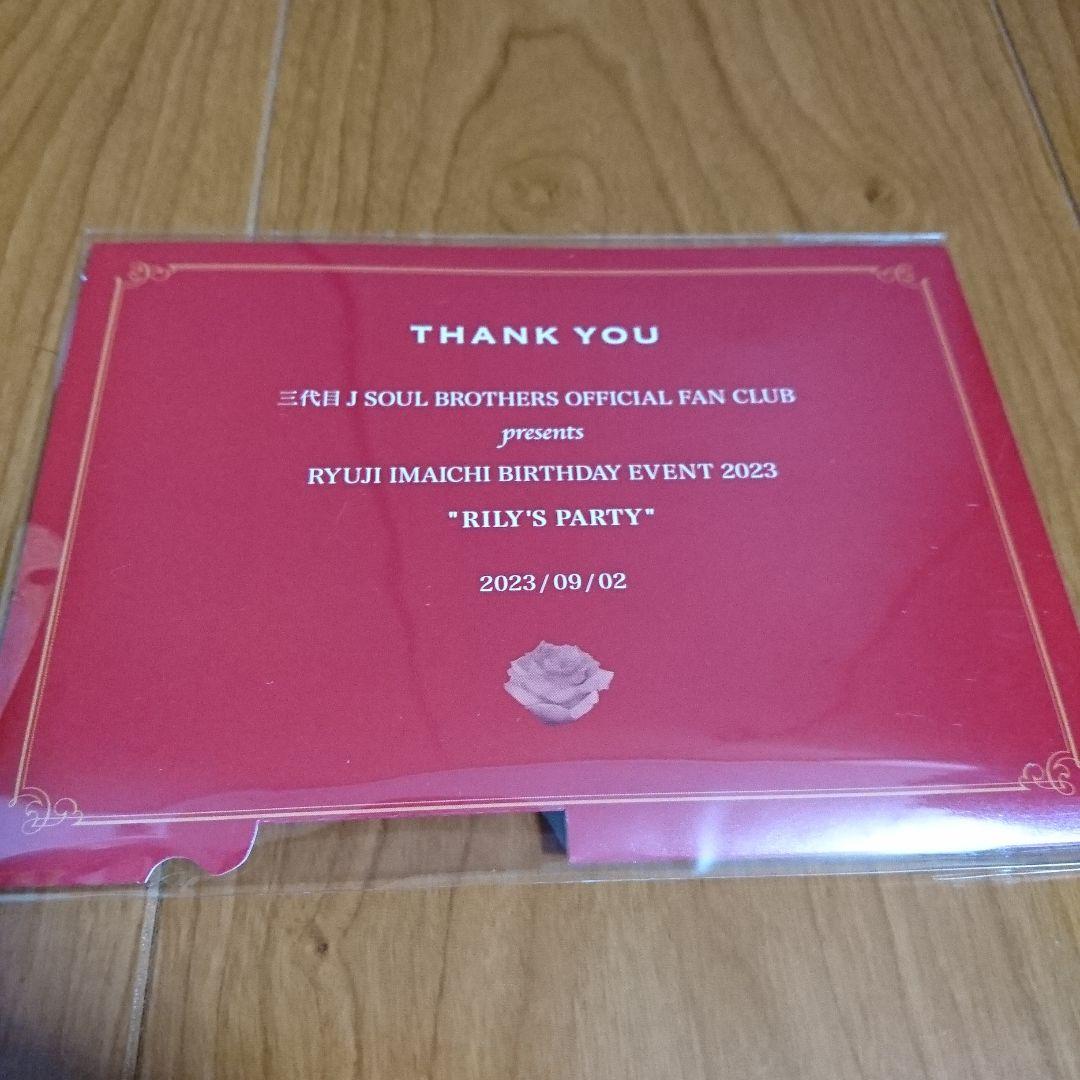 THANK YOU
三代目 J SOUL BROTHERS OFFICIAL FAN CLUB
presents
RYUJI IMAICHI BIRTHDAY EVENT 2023
"RILY'S PARTY"
2023/09/02